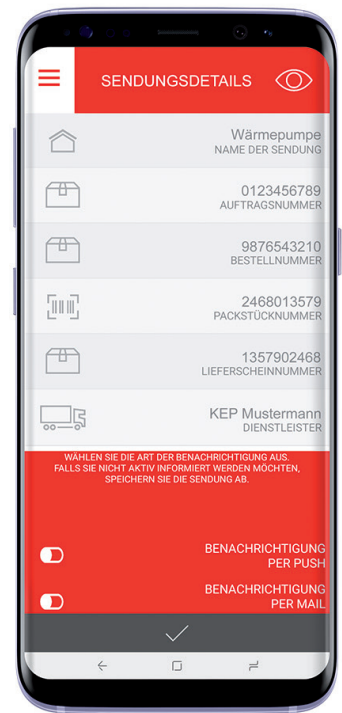 SENDUNGSDETAILS
Wärmepumpe
NAME DER SENDUNG
0123456789
AUFTRAGSNUMMER
9876543210
BESTELLNUMMER
2468013579
PACKSTÜCKNUMMER
1357902468
LIEFERSCHEINNUMMER
KEP Mustermann
DIENSTLEISTER
WÄHLEN SIE DIE ART DER BENACHRICHTIGUNG AUS.
FALLS SIE NICHT AKTIV INFORMIERT WERDEN MÖCHTEN,
SPEICHERN SIE DIE SENDUNG AB.
BENACHRICHTIGUNG
PER PUSH
BENACHRICHTIGUNG
PER MAIL